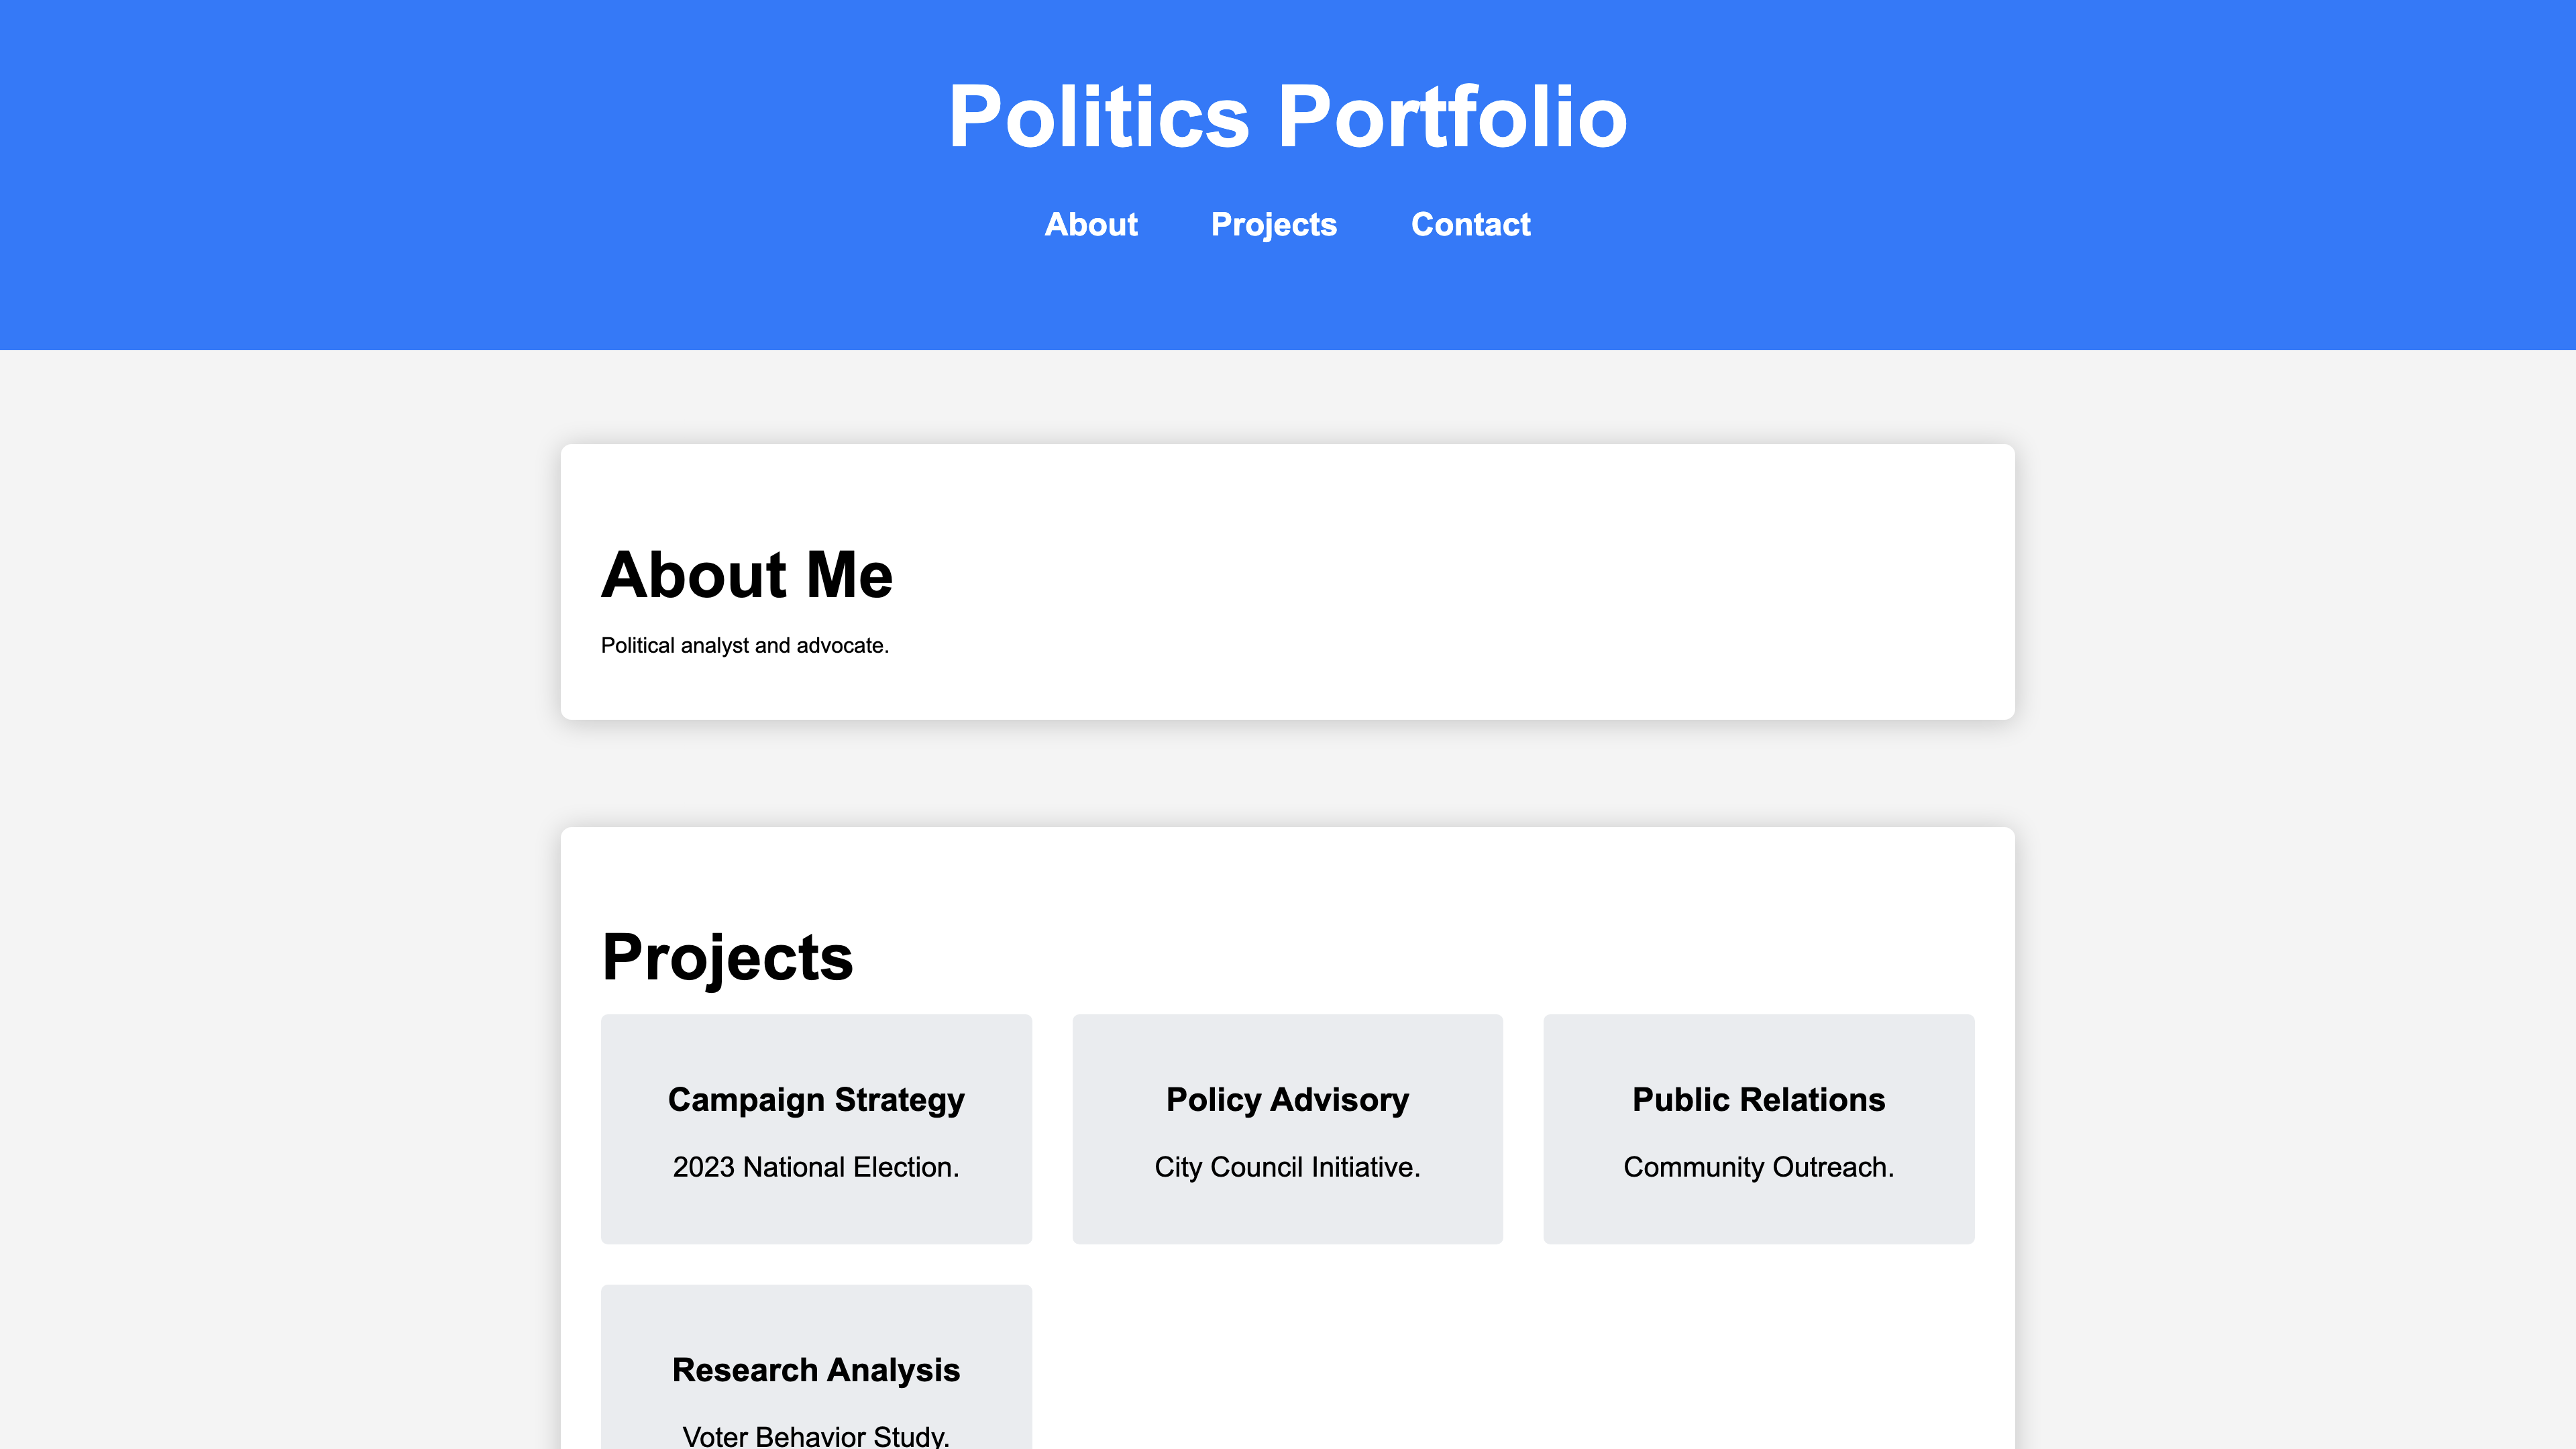 Politics Portfolio
About Projects Contact
About Me
Political analyst and advocate.
Projects
Campaign Strategy
2023 National Election.
Policy Advisory
City Council Initiative.
Public Relations
Community Outreach.
Research Analysis
Voter Behavior Study.